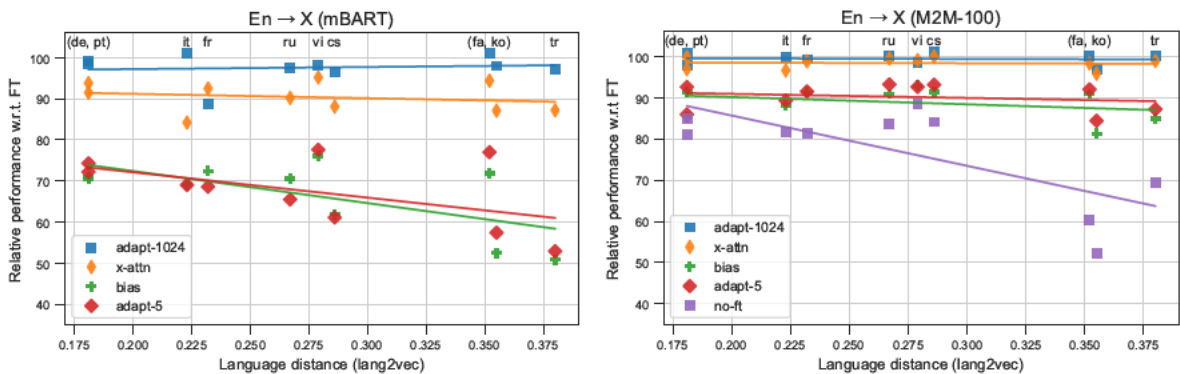 En → X (mBART)
(de, pt) it fr ru vi cs (fa, ko) tr
Relative performance w.r.t. FT
100
90
80
70
60
50
40
adapt-1024
x-attn
bias
adapt-5
0.175 0.200 0.225 0.250 0.275 0.300 0.325 0.350 0.375
Language distance (lang2vec)
En → X (M2M-100)
(de, pt) it fr ru vi cs (fa, ko) tr
Relative performance w.r.t. FT
100
90
80
70
60
50
40
adapt-1024
x-attn
bias
adapt-5
no-ft
0.175 0.200 0.225 0.250 0.275 0.300 0.325 0.350 0.375
Language distance (lang2vec)